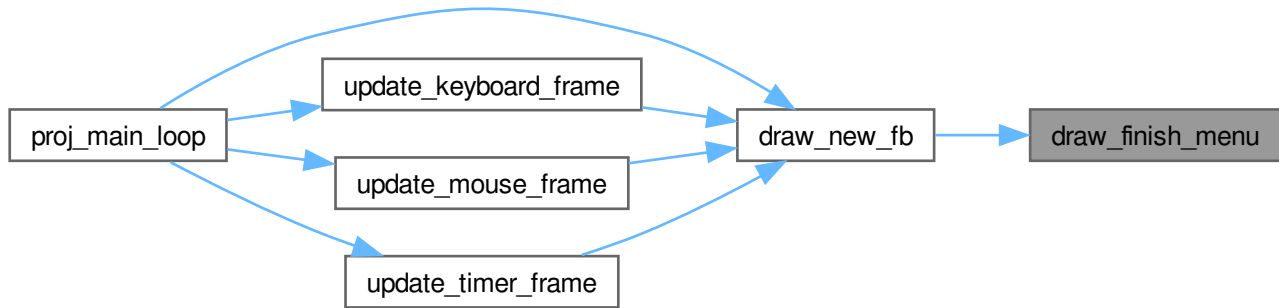 proj_main_loop
update_keyboard_frame
update_mouse_frame
update_timer_frame
draw_new_fb
draw_finish_menu